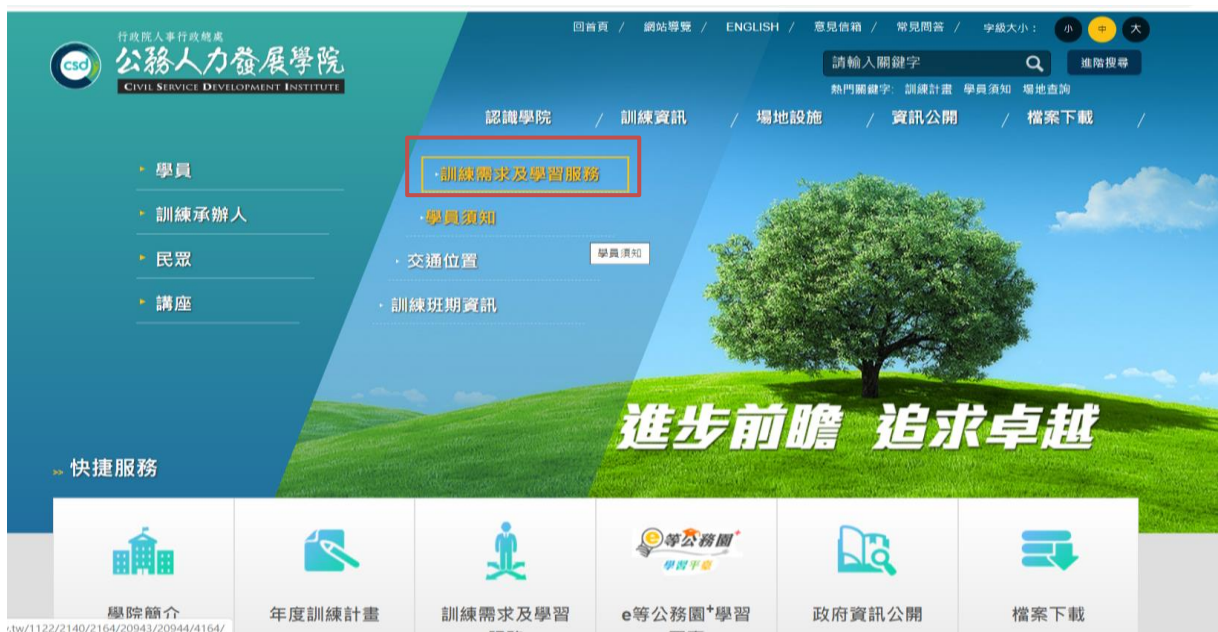 回首頁 / 網站導覽 / ENGLISH / 意見信箱 / 常見問答 / 字級大小: 小 中 大
行政院人事行政總處
csdi 公務人力發展學院
CIVIL SERVICE DEVELOPMENT INSTITUTE
請輸入關鍵字 進階搜尋
熱門關鍵字: 訓練計畫 學員須知 場地查詢
認識學院 / 訓練資訊 / 場地設施 / 資訊公開 / 檔案下載 /
學員
訓練承辦人
民眾
講座
·訓練需求及學習服務
·學員須知
· 交通位置
· 訓練班期資訊
學員須知
進步前瞻 追求卓越
快捷服務
e等公務園+
學習平臺
學院簡介 年度訓練計畫 訓練需求及學習 e等公務園+學習 政府資訊公開 檔案下載
.tw/1122/2140/2164/20943/20944/4164/